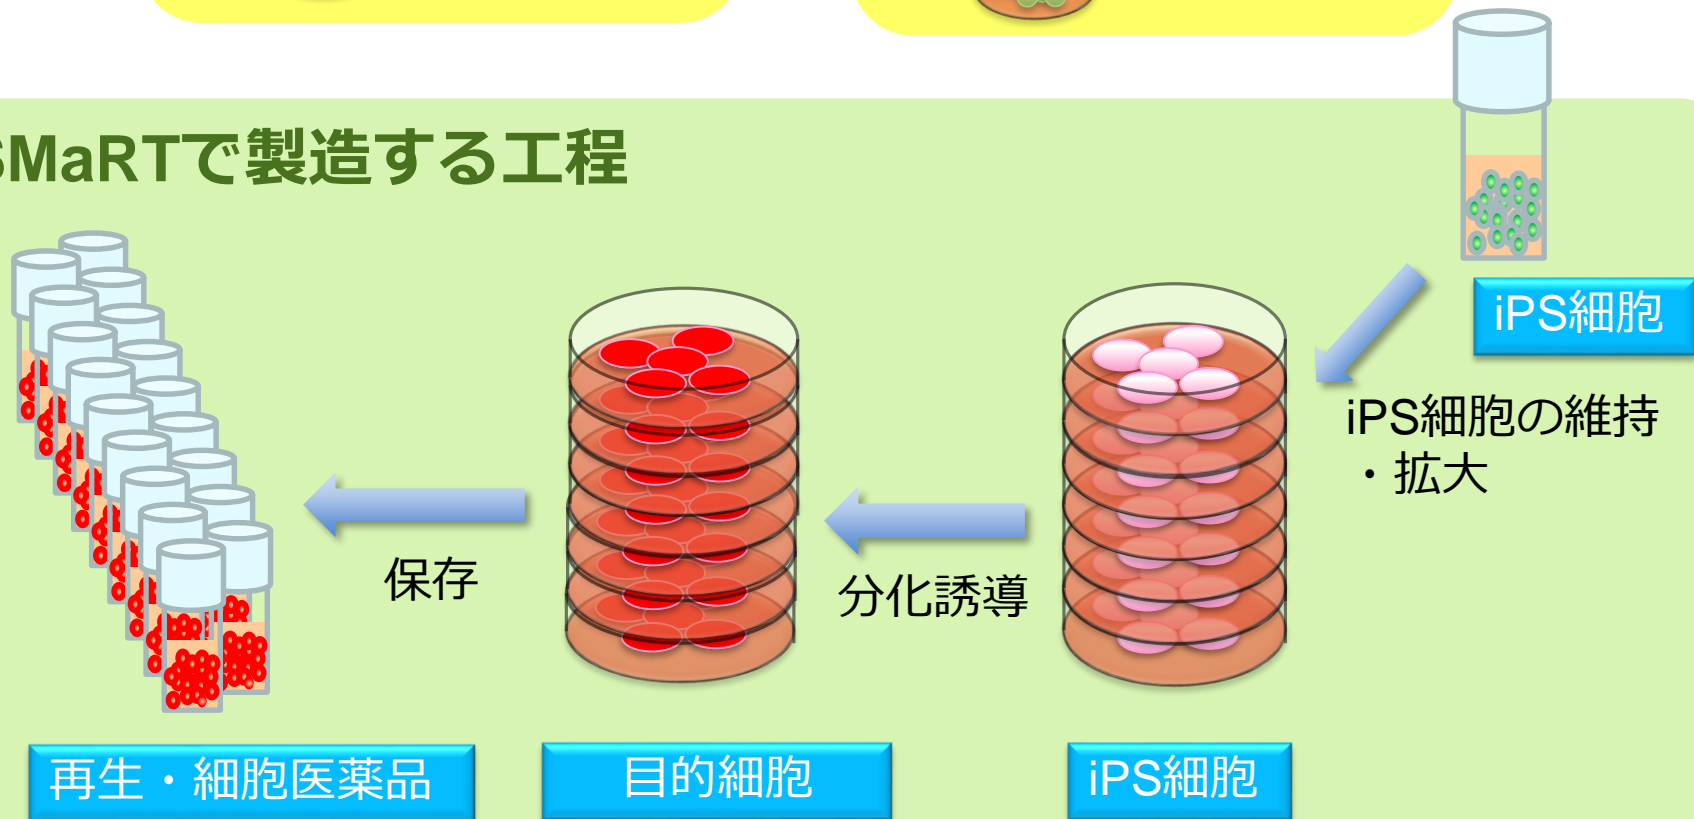 SMaRTで製造する工程
iPS細胞
iPS細胞の維持
・拡大
保存
分化誘導
再生・細胞医薬品
目的細胞
iPS細胞